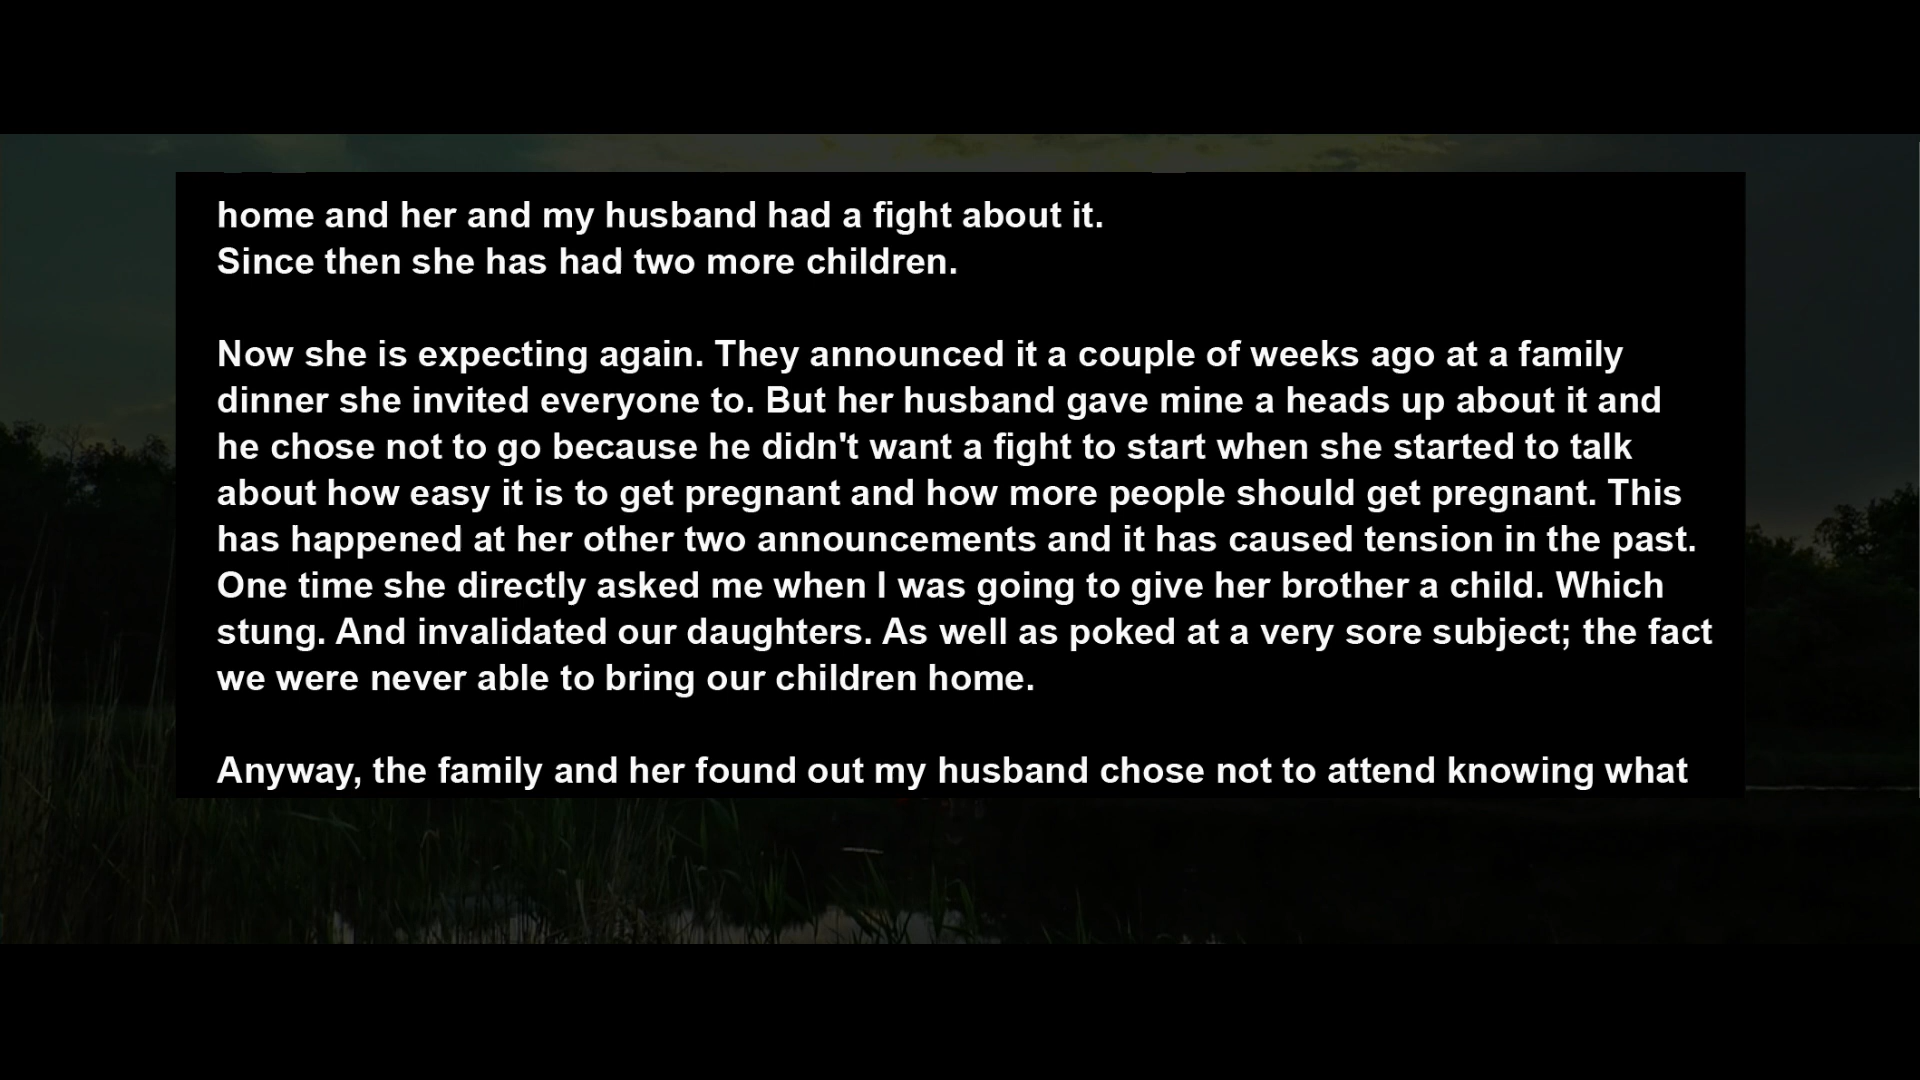 home and her and my husband had a fight about it.
Since then she has had two more children.
Now she is expecting again. They announced it a couple of weeks ago at a family
dinner she invited everyone to. But her husband gave mine a heads up about it and
he chose not to go because he didn't want a fight to start when she started to talk
about how easy it is to get pregnant and how more people should get pregnant. This
has happened at her other two announcements and it has caused tension in the past.
One time she directly asked me when I was going to give her brother a child. Which
stung. And invalidated our daughters. As well as poked at a very sore subject; the fact
we were never able to bring our children home.
Anyway, the family and her found out my husband chose not to attend knowing what